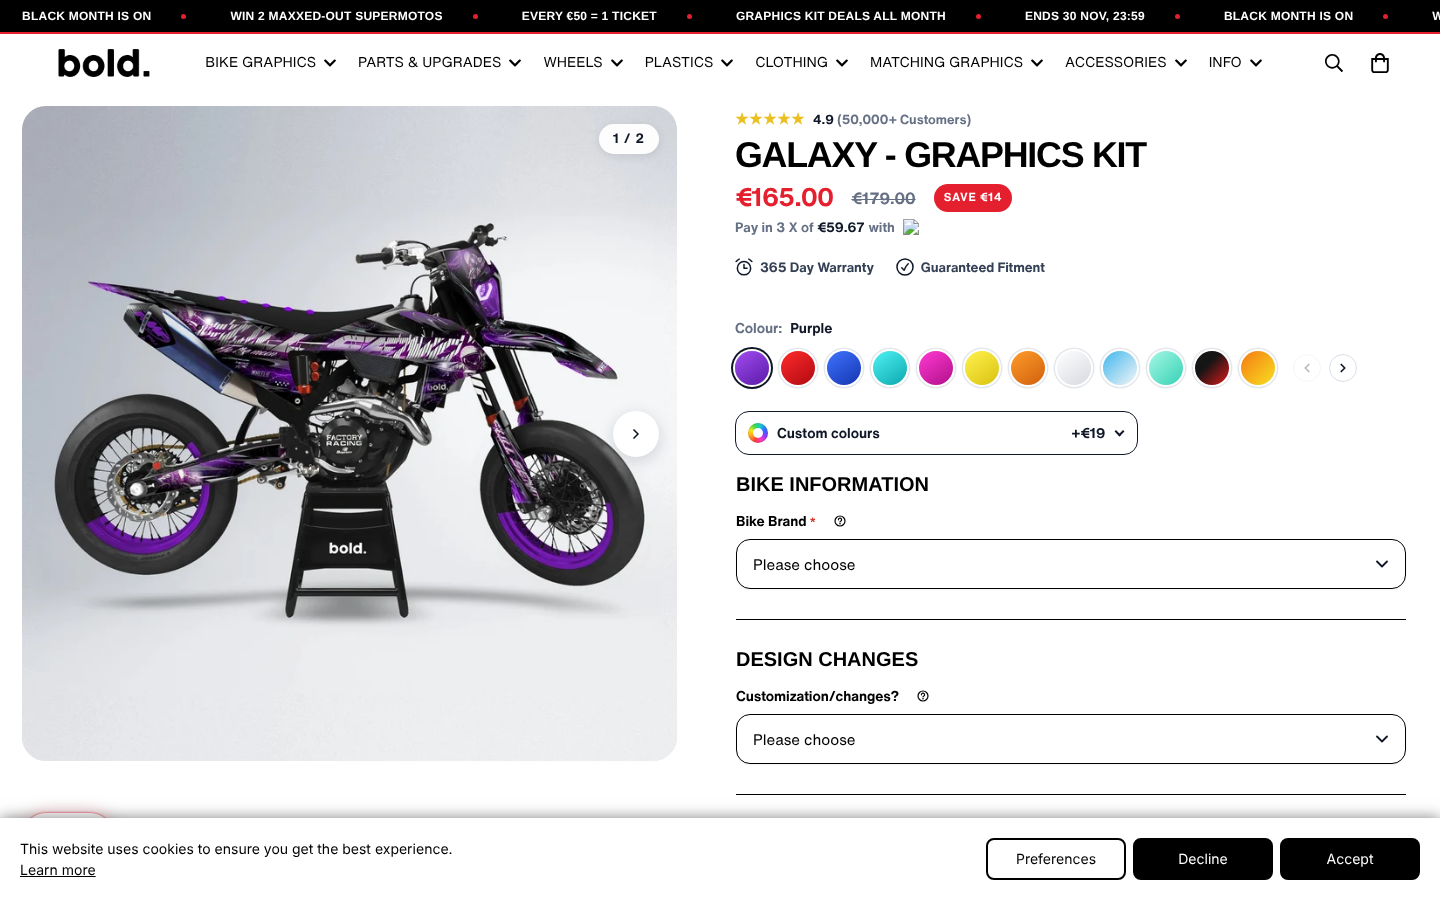 BLACK MONTH IS ON • WIN 2 MAXXED-OUT SUPERMOTOS • EVERY €50 = 1 TICKET • GRAPHICS KIT DEALS ALL MONTH • ENDS 30 NOV, 23:59 • BLACK MONTH IS ON • W
bold.
BIKE GRAPHICS PARTS & UPGRADES WHEELS PLASTICS CLOTHING MATCHING GRAPHICS ACCESSORIES INFO
1 / 2
bold.
FACTORY
RACING
bold.
★★★★★ 4.9 (50,000+ Customers)
GALAXY - GRAPHICS KIT
€165.00 €179.00 SAVE €14
Pay in 3 X of €59.67 with
365 Day Warranty Guaranteed Fitment
Colour: Purple
Custom colours +€19
BIKE INFORMATION
Bike Brand *
Please choose
DESIGN CHANGES
Customization/changes?
Please choose
This website uses cookies to ensure you get the best experience.
Learn more
Preferences Decline Accept